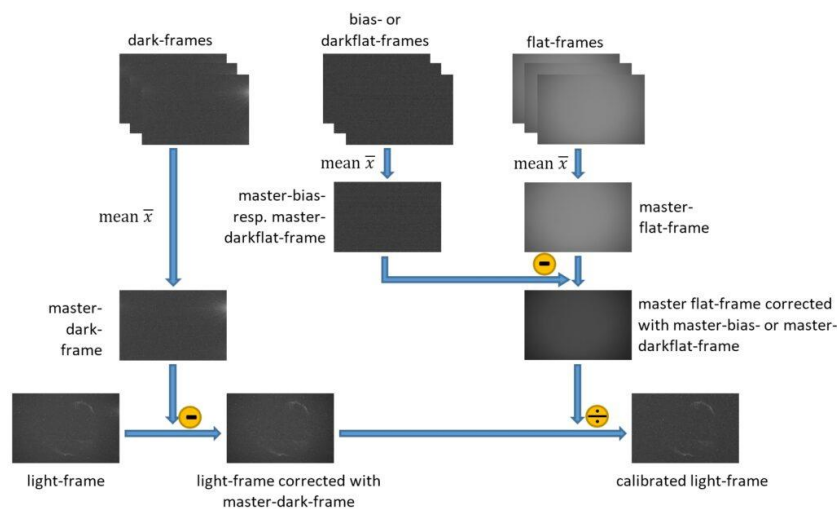 dark-frames
bias- or
darkflat-frames
flat-frames
mean x̅
mean x̅
mean x̅
master-bias-
resp. master-
darkflat-frame
master-
flat-frame
−
master-
dark-
frame
master flat-frame corrected
with master-bias- or master-
darkflat-frame
−
÷
light-frame
light-frame corrected with
master-dark-frame
calibrated light-frame